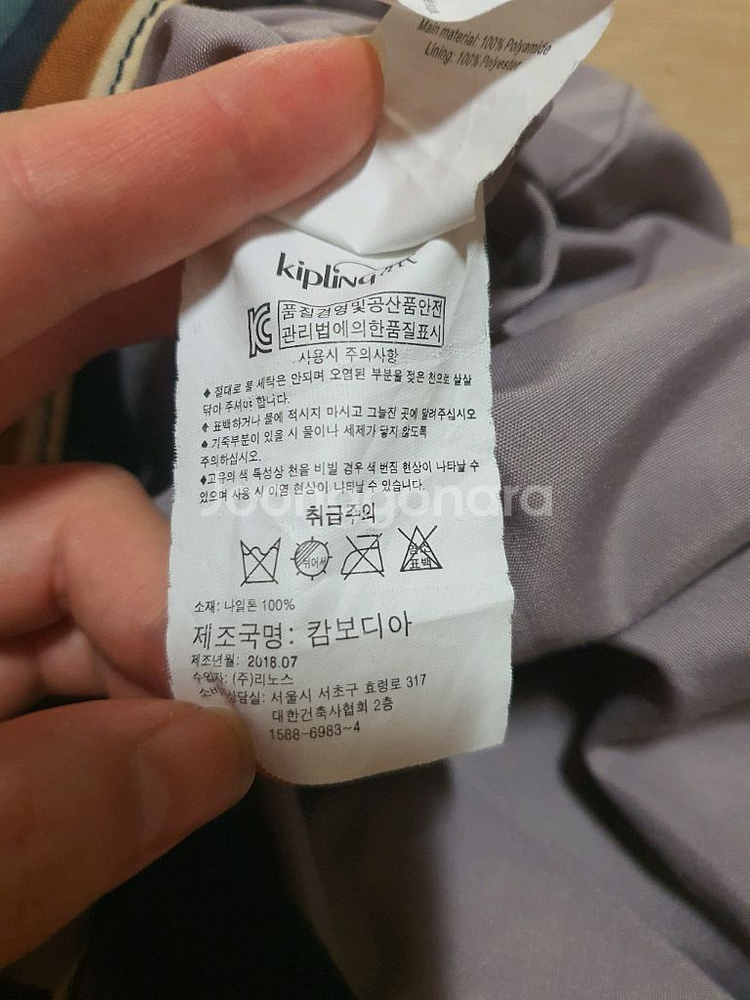 Main material: 100% Polyamide
Lining: 100% Polyester
kipling
품질경영및공산품안전
관리법에의한품질표시
사용시 주의사항
♦ 절대로 물 세탁은 안되며 오염된 부분을 젖은 천으로 살살
닦아 주셔야 합니다.
♦ 표백하거나 물에 적시지 마시고 그늘진 곳에 말려주십시오
♦ 가죽부분이 있을 시 물이나 세제가 닿지 않도록
주의하십시오.
♦고유의 색 특성상 천을 비빌 경우 색 번짐 현상이 나타날 수
있으며 사용 시 이염 현상이 나타날 수 있습니다.
취급주의
뉘어서
염소 표백
소재: 나일론 100%
제조국명: 캄보디아
제조년월: 2018.07
수입자: (주)리노스
소비 상담실: 서울시 서초구 효령로 317
대한건축사협회 2층
1588-6983~4
Joongonara